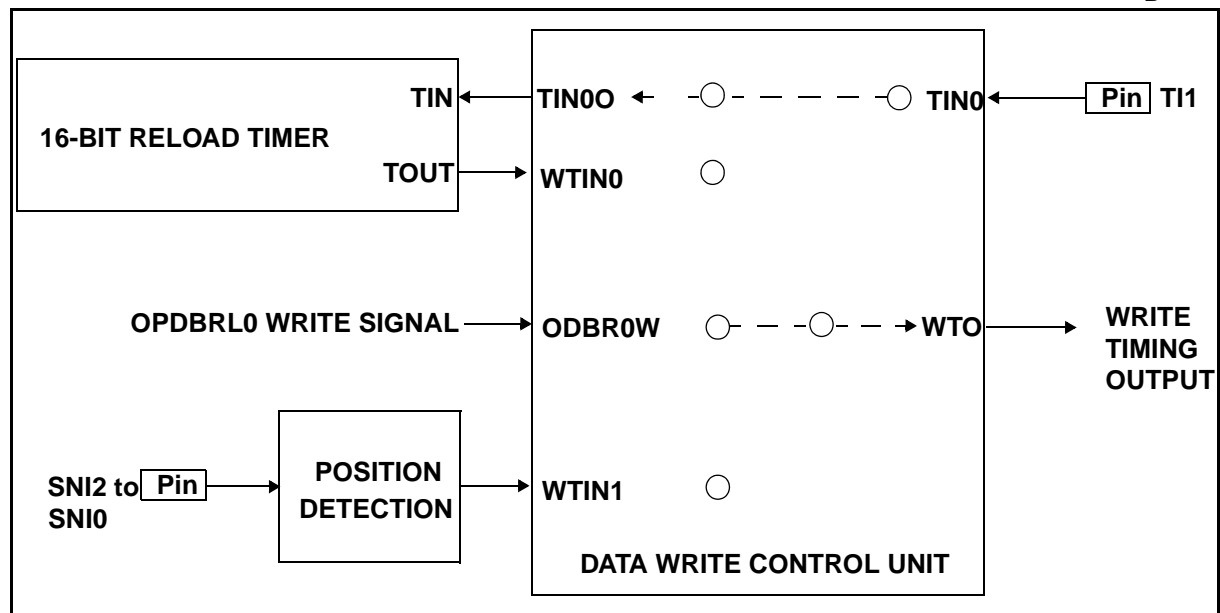 TIN
TIN0O
TIN0
Pin
TI1
16-BIT RELOAD TIMER
TOUT
WTIN0
OPDBRL0 WRITE SIGNAL
ODBR0W
WTO
WRITE
TIMING
OUTPUT
SNI2 to
Pin
SNI0
POSITION
DETECTION
WTIN1
DATA WRITE CONTROL UNIT